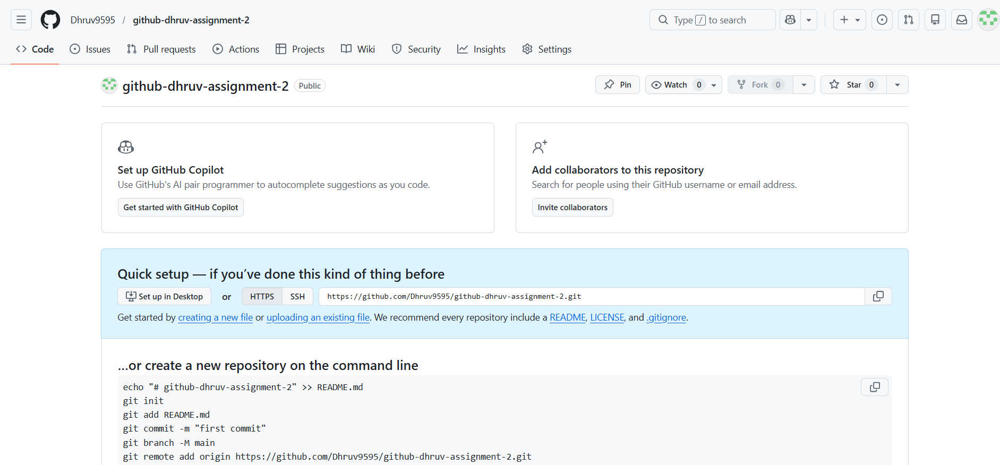 Dhruv9595 / github-dhruv-assignment-2
Type / to search
Code
Issues
Pull requests
Actions
Projects
Wiki
Security
Insights
Settings
github-dhruv-assignment-2
Public
Pin
Watch 0
Fork 0
Star 0
Set up GitHub Copilot
Use GitHub's AI pair programmer to autocomplete suggestions as you code.
Get started with GitHub Copilot
Add collaborators to this repository
Search for people using their GitHub username or email address.
Invite collaborators
Quick setup — if you’ve done this kind of thing before
Set up in Desktop or HTTPS SSH https://github.com/Dhruv9595/github-dhruv-assignment-2.git
Get started by creating a new file or uploading an existing file. We recommend every repository include a README, LICENSE, and .gitignore.
…or create a new repository on the command line
echo "# github-dhruv-assignment-2" >> README.md
git init
git add README.md
git commit -m "first commit"
git branch -M main
git remote add origin https://github.com/Dhruv9595/github-dhruv-assignment-2.git